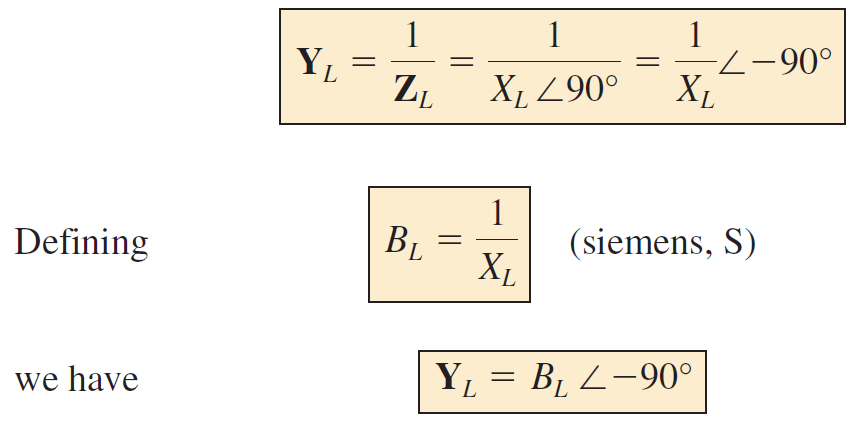 Y_L = 1/Z_L = 1/(X_L ∠90°) = 1/X_L ∠−90°
Defining B_L = 1/X_L (siemens, S)
we have Y_L = B_L ∠−90°